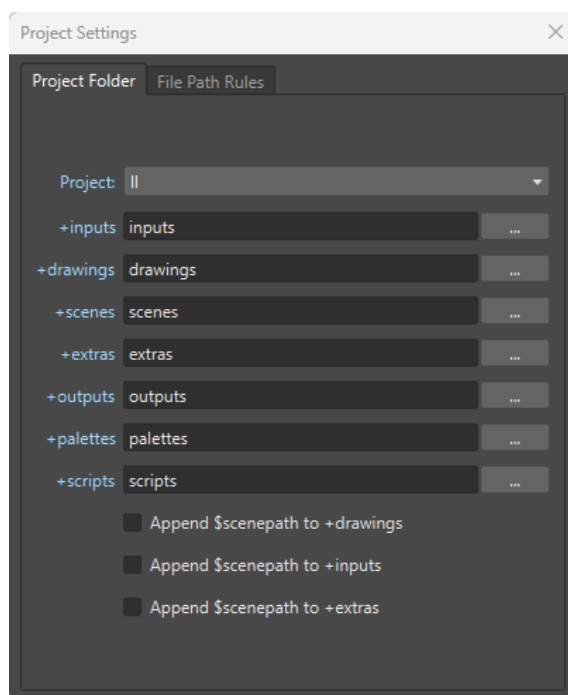 Project Settings
Project Folder
File Path Rules
Project: ll
+inputs inputs ...
+drawings drawings ...
+scenes scenes ...
+extras extras ...
+outputs outputs ...
+palettes palettes ...
+scripts scripts ...
Append $scenepath to +drawings
Append $scenepath to +inputs
Append $scenepath to +extras